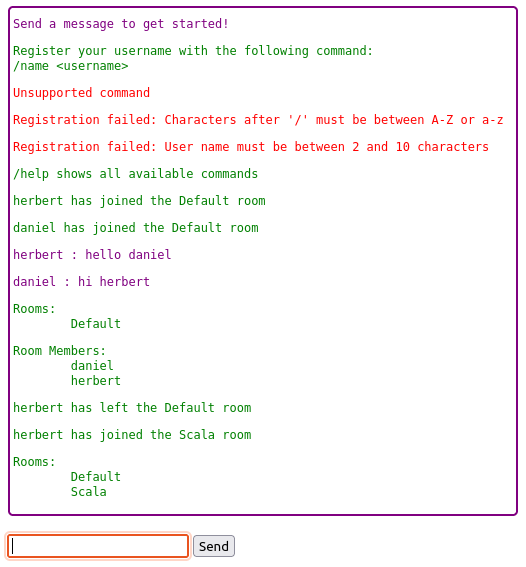 Send a message to get started!
Register your username with the following command:
/name <username>
Unsupported command
Registration failed: Characters after '/' must be between A-Z or a-z
Registration failed: User name must be between 2 and 10 characters
/help shows all available commands
herbert has joined the Default room
daniel has joined the Default room
herbert : hello daniel
daniel : hi herbert
Rooms:
Default
Room Members:
daniel
herbert
herbert has left the Default room
herbert has joined the Scala room
Rooms:
Default
Scala
Send